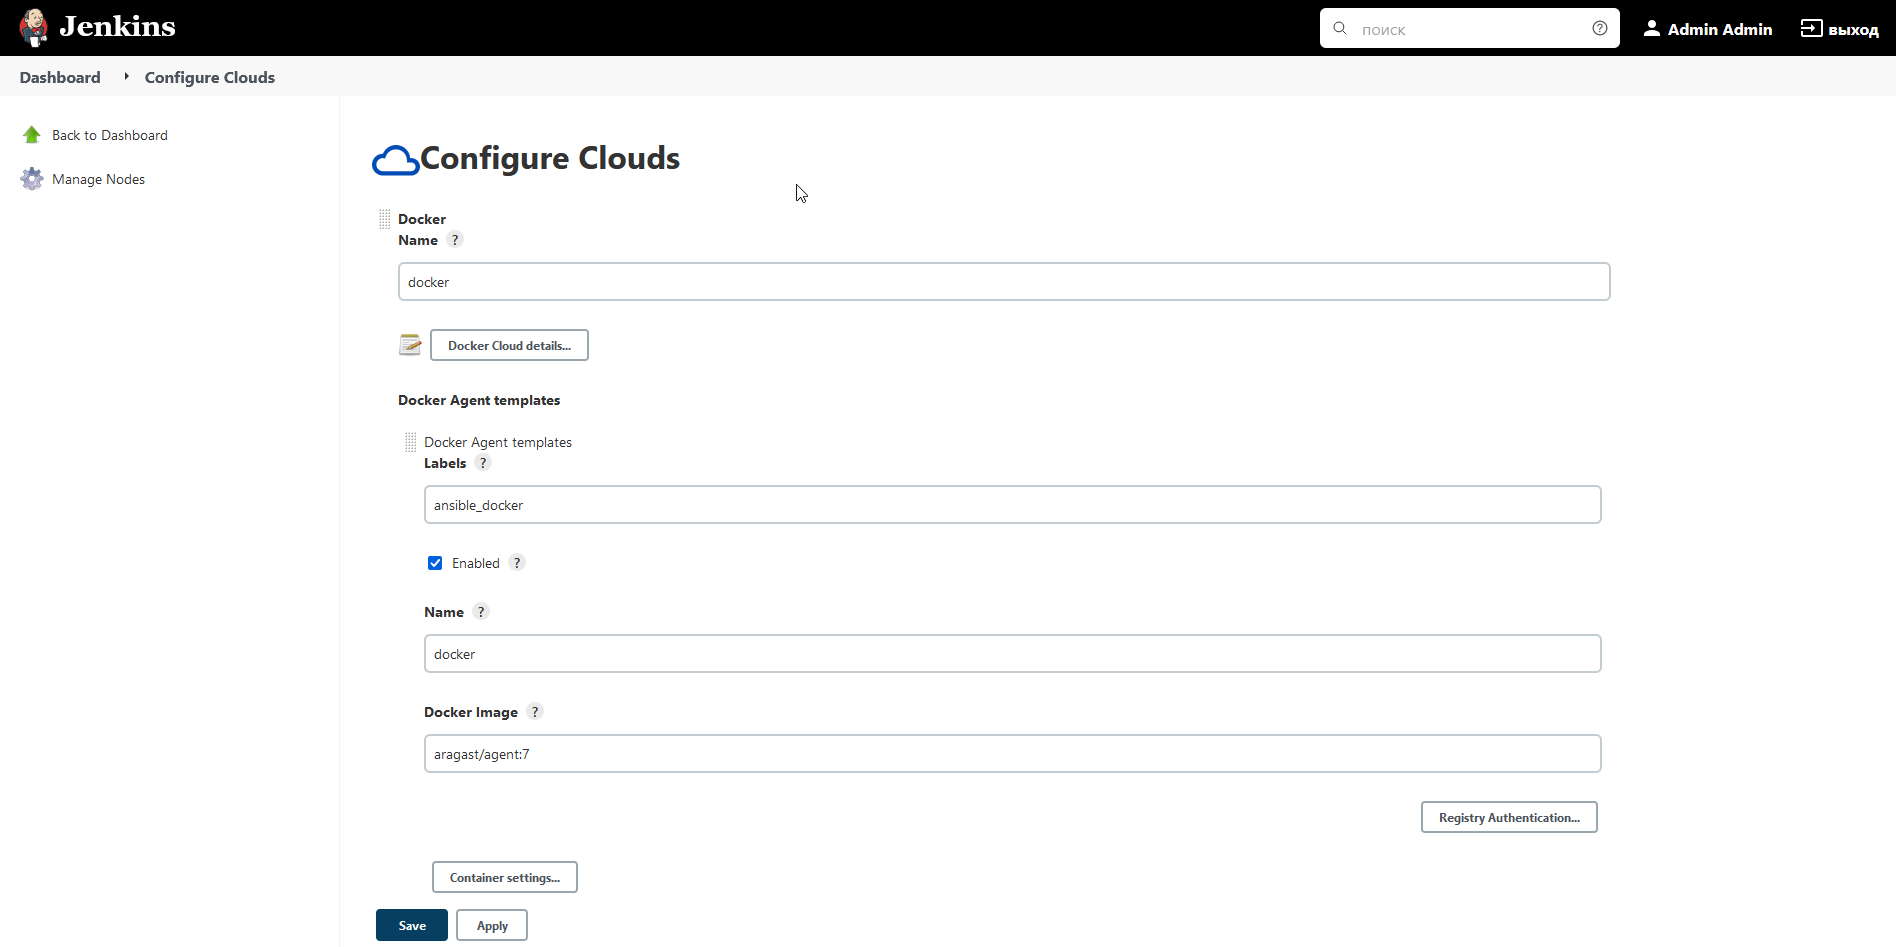 Jenkins
поиск
Admin Admin
выход
Dashboard
Configure Clouds
Back to Dashboard
Manage Nodes
Configure Clouds
Docker
Name ?
docker
Docker Cloud details...
Docker Agent templates
Docker Agent templates
Labels ?
ansible_docker
Enabled ?
Name ?
docker
Docker Image ?
aragast/agent:7
Registry Authentication...
Container settings...
Save
Apply